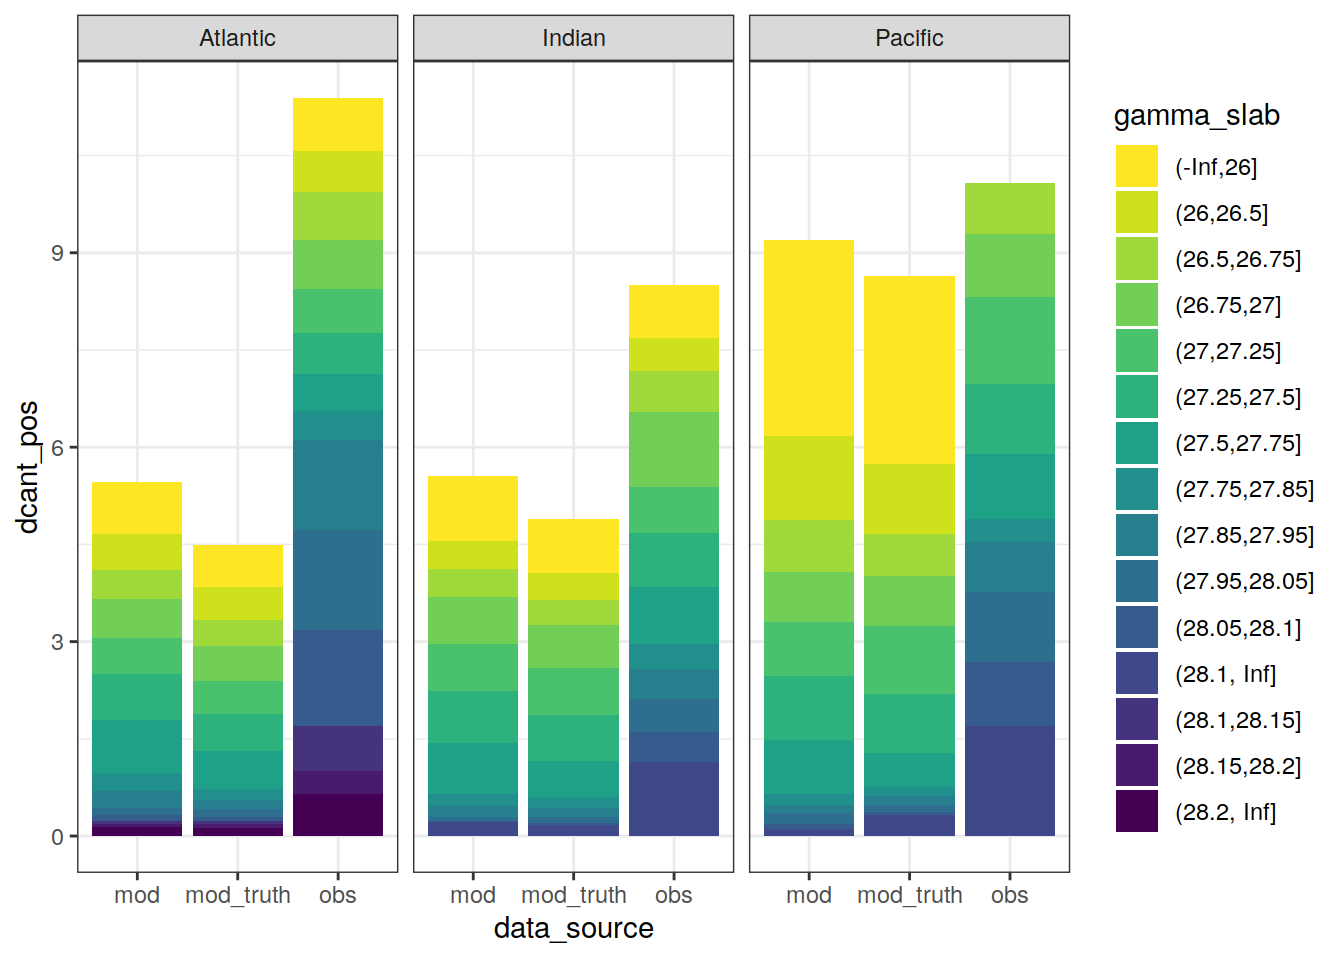 Atlantic
Indian
Pacific
dcant_pos
9
6
3
0
mod
mod_truth
obs
mod
mod_truth
obs
mod
mod_truth
obs
data_source
gamma_slab
(-Inf,26]
(26,26.5]
(26.5,26.75]
(26.75,27]
(27,27.25]
(27.25,27.5]
(27.5,27.75]
(27.75,27.85]
(27.85,27.95]
(27.95,28.05]
(28.05,28.1]
(28.1, Inf]
(28.1,28.15]
(28.15,28.2]
(28.2, Inf]